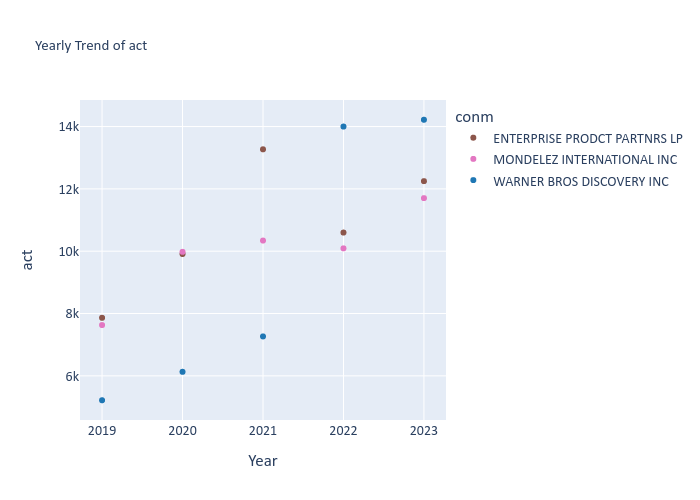 Yearly Trend of act
conm
ENTERPRISE PRODCT PARTNRS LP
MONDELEZ INTERNATIONAL INC
WARNER BROS DISCOVERY INC
14k
12k
10k
8k
6k
act
2019 2020 2021 2022 2023
Year